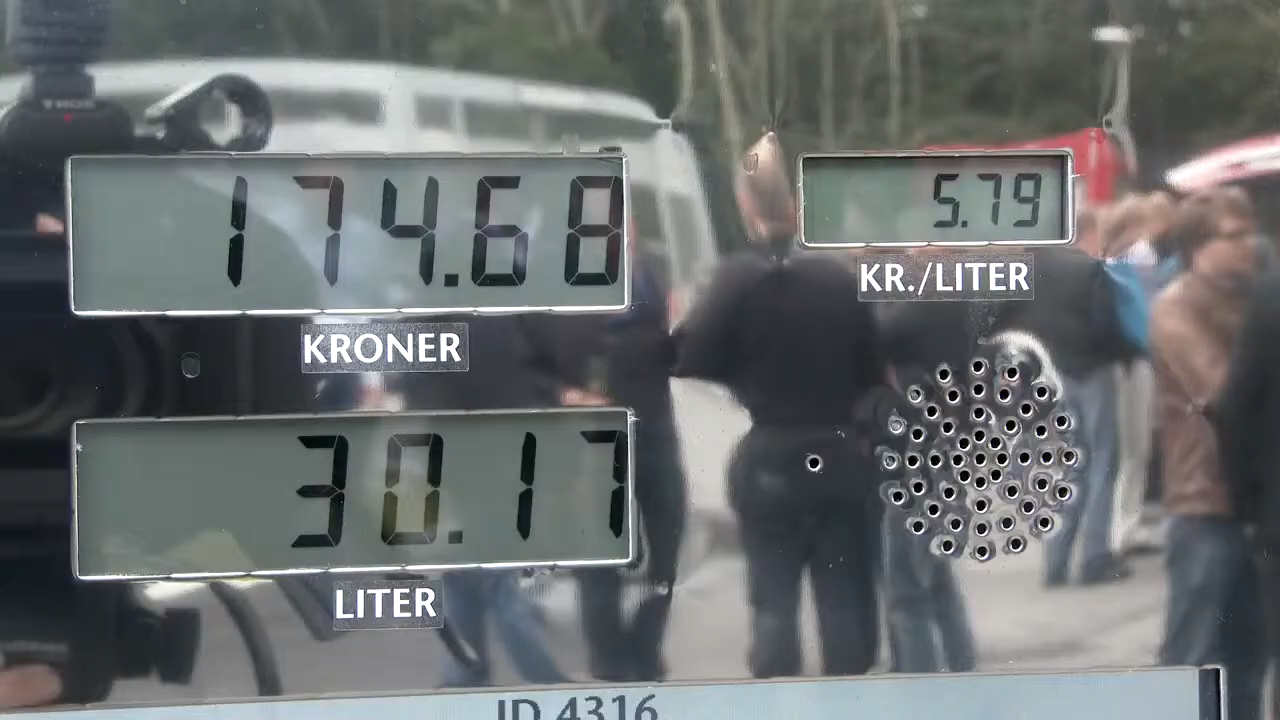 174.68
5.79
KR./LITER
KRONER
30.17
LITER
ID 4316